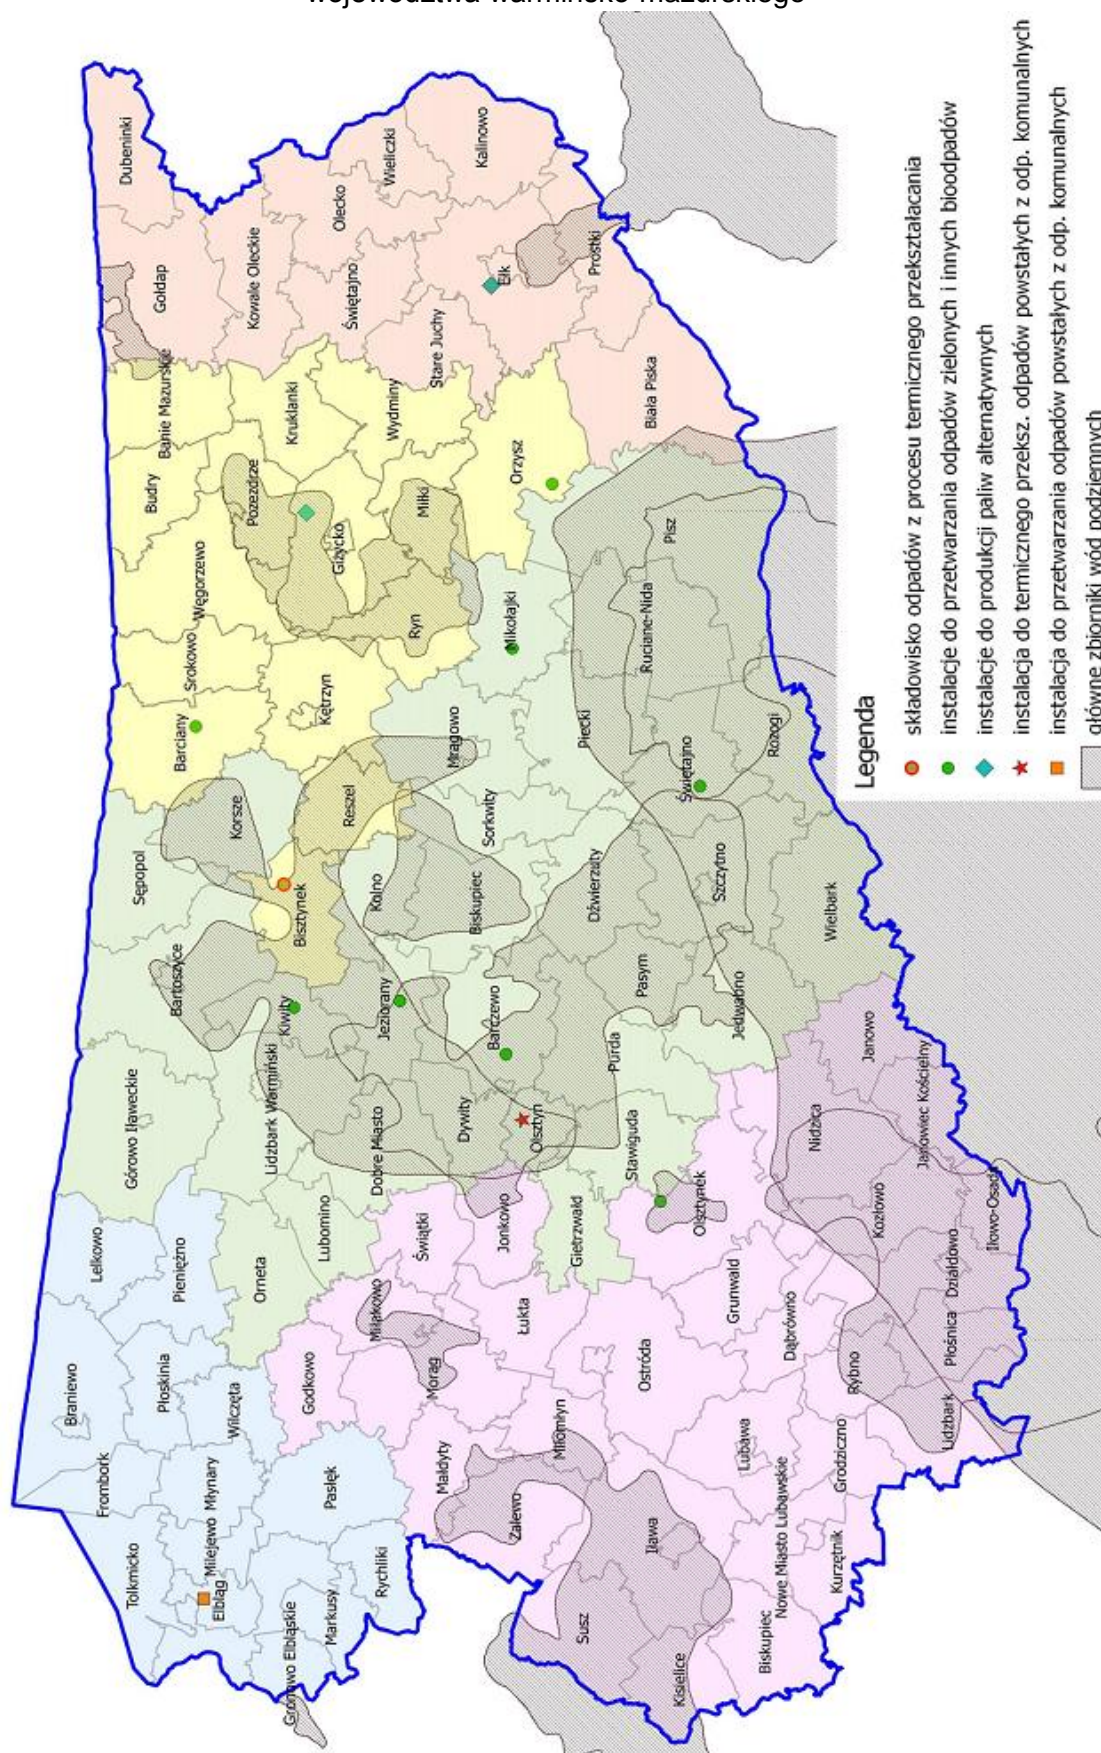 województwa warmińsko-mazurskiego
Braniewo
Lelkowo
Frombork
Tolkmicko
Płoskinia
Pieniężno
Młynary
Milejewo
Elbląg
Wilczęta
Gronowo Elbląskie
Markusy
Pasłęk
Rychliki
Godkowo
Orneta
Lubomino
Górowo Iławeckie
Lidzbark Warmiński
Bartoszyce
Sępopol
Kiwity
Bisztynek
Korsze
Barciany
Srokowo
Węgorzewo
Budry
Banie Mazurskie
Gołdap
Dubeninki
Kowale Oleckie
Pozezdrze
Kruklanki
Kętrzyn
Reszel
Giżycko
Wydminy
Świętajno
Olecko
Wieliczki
Stare Juchy
Miłki
Ryn
Kalinowo
Ełk
Prostki
Orzysz
Biała Piska
Mikołajki
Mrągowo
Sorkwity
Kolno
Biskupiec
Jeziorany
Dobre Miasto
Dywity
Barczewo
Olsztyn
Świątki
Jonkowo
Miłakowo
Morąg
Małdyty
Zalewo
Miłomłyn
Łukta
Gietrzwałd
Stawiguda
Purda
Pasym
Dźwierzuty
Piecki
Ruciane-Nida
Pisz
Świętajno
Rozogi
Szczytno
Jedwabno
Wielbark
Olsztynek
Ostróda
Grunwald
Dąbrówno
Susz
Iława
Kisielice
Biskupiec
Nowe Miasto Lubawskie
Lubawa
Kurzętnik
Grodziczno
Rybno
Lidzbark
Płośnica
Działdowo
Iłowo-Osada
Kozłowo
Nidzica
Janowiec Kościelny
Janowo
Legenda
składowisko odpadów z procesu termicznego przekształacania
instalacje do przetwarzania odpadów zielonych i innych bioodpadów
instalacje do produkcji paliw alternatywnych
instalacja do termicznego przeksz. odpadów powstałych z odp. komunalnych
instalacja do przetwarzania odpadów powstałych z odp. komunalnych
główne zbiorniki wód podziemnych